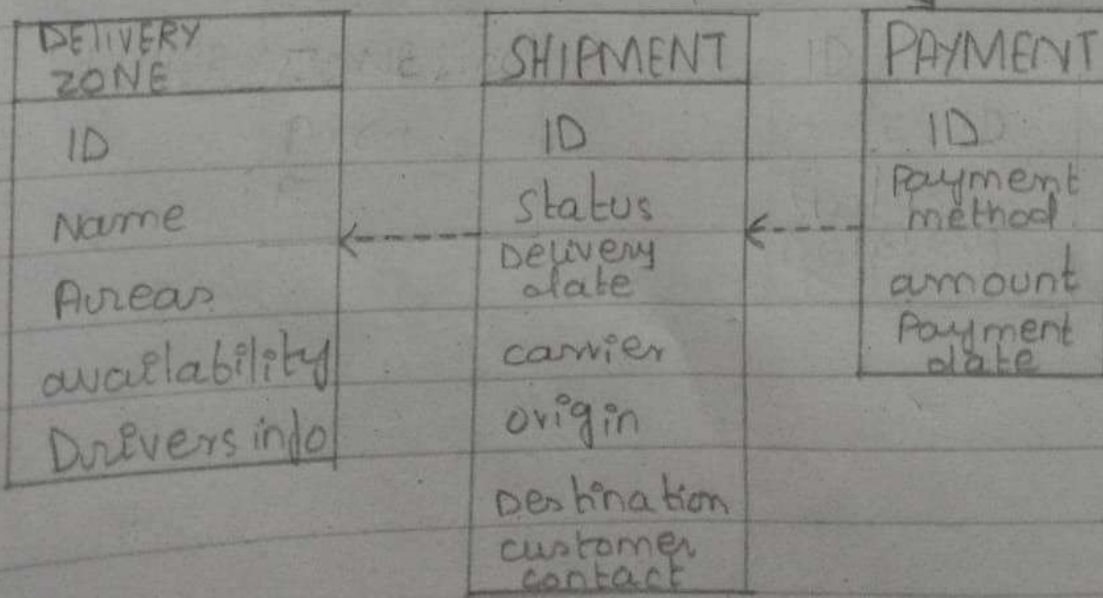 DELIVERY
ZONE
ID
Name
Areas
availability
Drivers info
SHIPMENT
ID
Status
Delivery
date
carrier
origin
Destination
customer
contact
PAYMENT
ID
Payment
method
amount
Payment
date